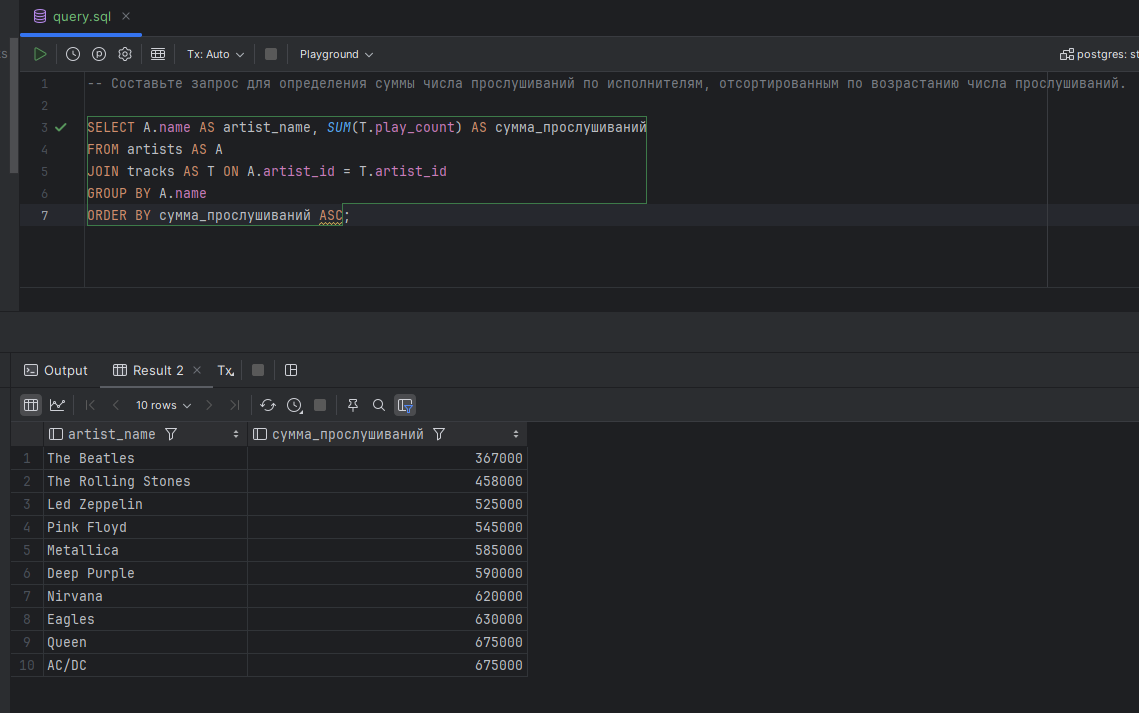 query.sql
Tx: Auto Playground postgres: st
1 -- Составьте запрос для определения суммы числа прослушиваний по исполнителям, отсортированным по возрастанию числа прослушиваний.
2
3 SELECT A.name AS artist_name, SUM(T.play_count) AS сумма_прослушиваний
4 FROM artists AS A
5 JOIN tracks AS T ON A.artist_id = T.artist_id
6 GROUP BY A.name
7 ORDER BY сумма_прослушиваний ASC;
Output Result 2 Tx
10 rows
artist_name сумма_прослушиваний
1 The Beatles 367000
2 The Rolling Stones 458000
3 Led Zeppelin 525000
4 Pink Floyd 545000
5 Metallica 585000
6 Deep Purple 590000
7 Nirvana 620000
8 Eagles 630000
9 Queen 675000
10 AC/DC 675000